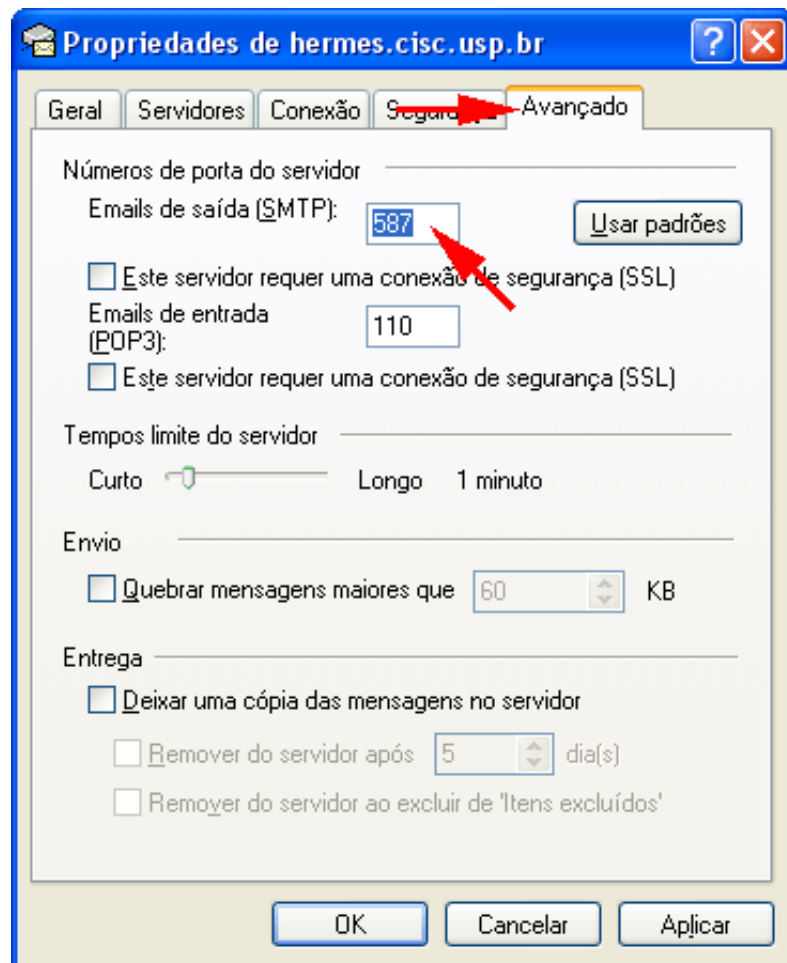 Propriedades de hermes.cisc.usp.br
Geral Servidores Conexão Segurança Avançado
Números de porta do servidor
Emails de saída (SMTP): 587 Usar padrões
Este servidor requer uma conexão de segurança (SSL)
Emails de entrada
(POP3): 110
Este servidor requer uma conexão de segurança (SSL)
Tempos limite do servidor
Curto Longo 1 minuto
Envio
Quebrar mensagens maiores que 60 KB
Entrega
Deixar uma cópia das mensagens no servidor
Remover do servidor após 5 dia(s)
Remover do servidor ao excluir de 'Itens excluídos'
OK Cancelar Aplicar